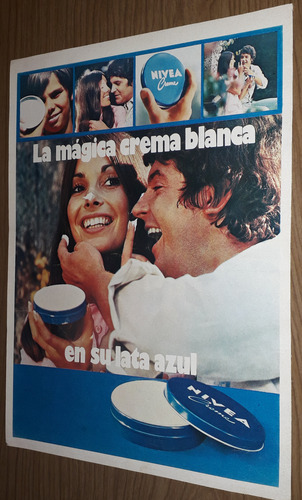 NIVEA
Creme
La mágica crema blanca
en su lata azul
NIVEA
Creme